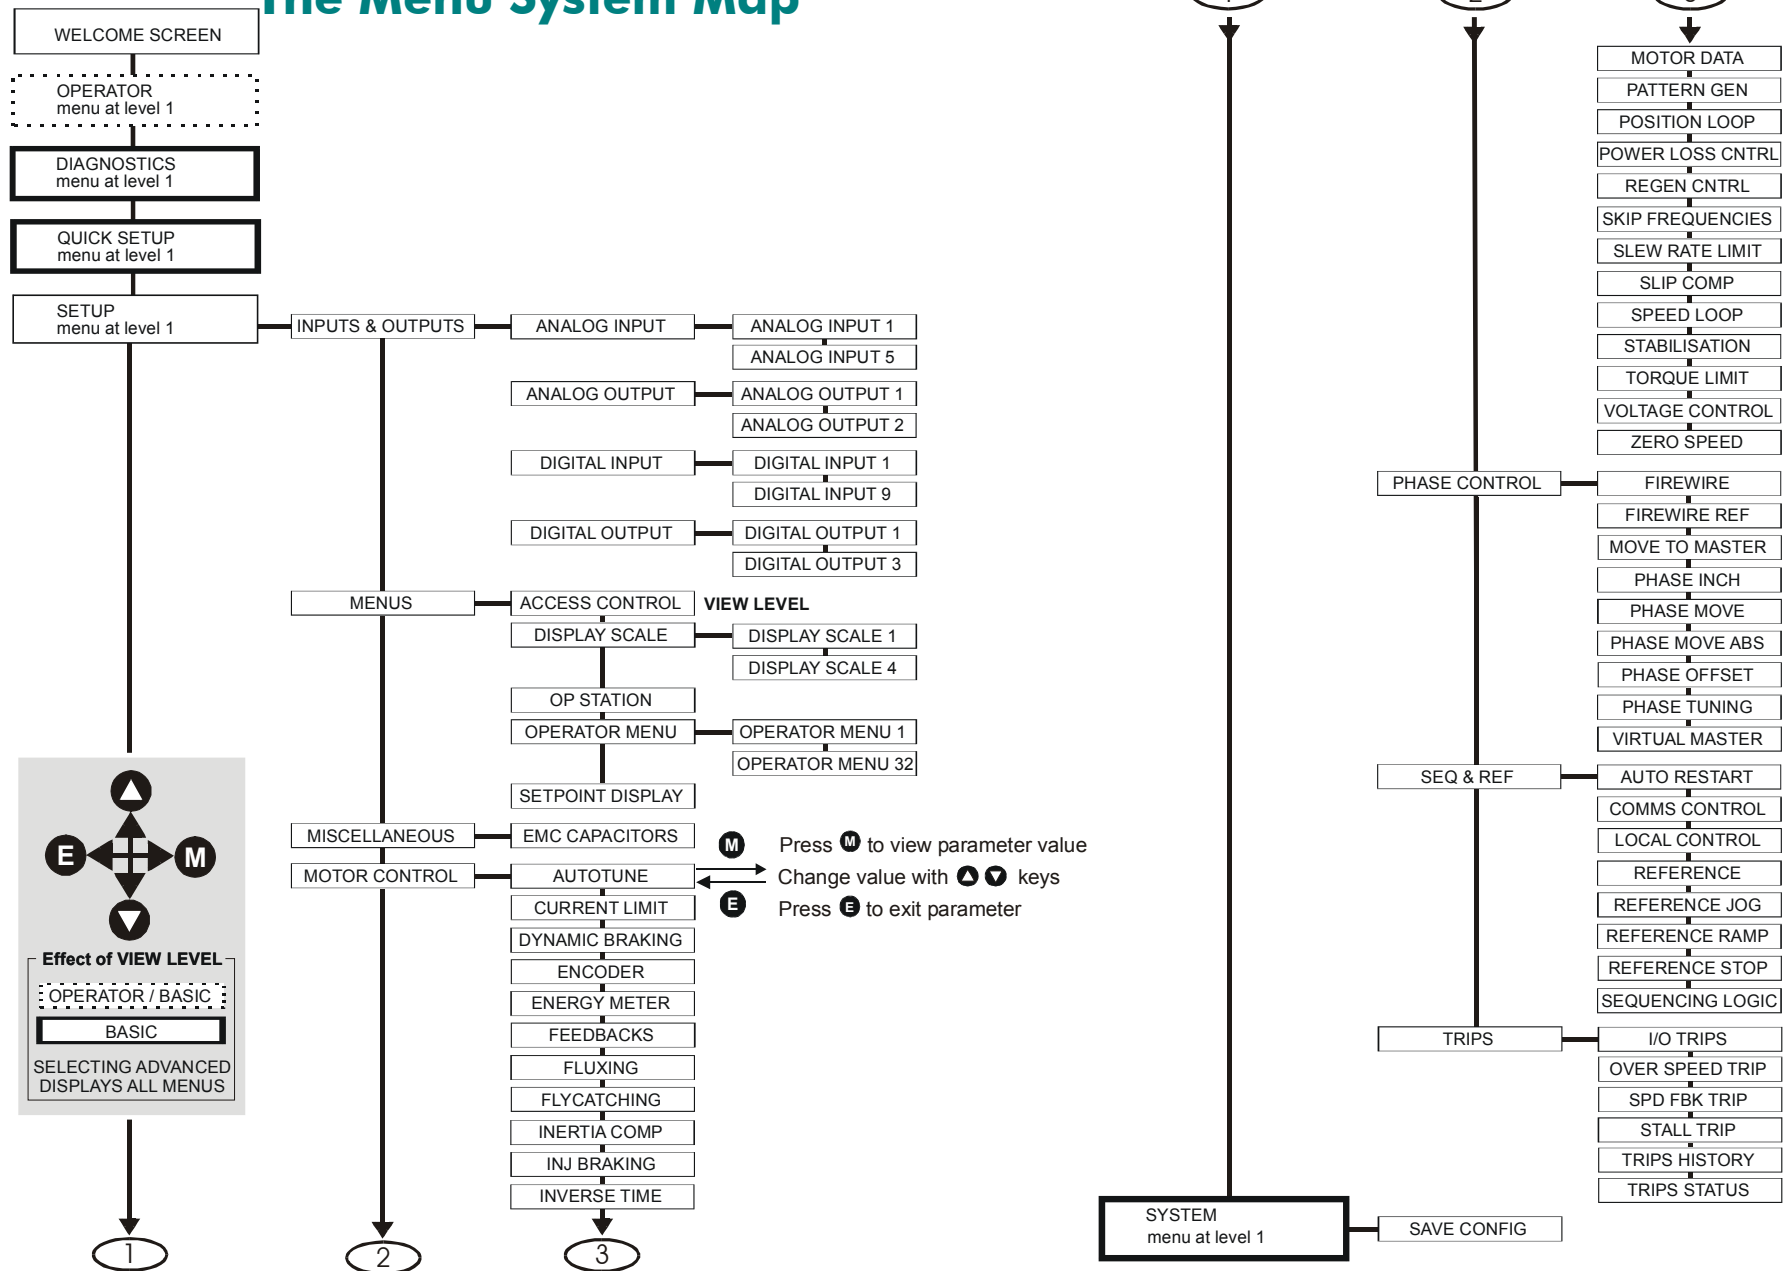 The Menu System Map
WELCOME SCREEN
OPERATOR
menu at level 1
DIAGNOSTICS
menu at level 1
QUICK SETUP
menu at level 1
SETUP
menu at level 1
INPUTS & OUTPUTS
ANALOG INPUT
ANALOG INPUT 1
ANALOG INPUT 5
ANALOG OUTPUT
ANALOG OUTPUT 1
ANALOG OUTPUT 2
DIGITAL INPUT
DIGITAL INPUT 1
DIGITAL INPUT 9
DIGITAL OUTPUT
DIGITAL OUTPUT 1
DIGITAL OUTPUT 3
MENUS
ACCESS CONTROL
VIEW LEVEL
DISPLAY SCALE
DISPLAY SCALE 1
DISPLAY SCALE 4
OP STATION
OPERATOR MENU
OPERATOR MENU 1
OPERATOR MENU 32
SETPOINT DISPLAY
MISCELLANEOUS
EMC CAPACITORS
MOTOR CONTROL
AUTOTUNE
M
Press M to view parameter value
Change value with keys
E
Press E to exit parameter
CURRENT LIMIT
DYNAMIC BRAKING
ENCODER
ENERGY METER
FEEDBACKS
FLUXING
FLYCATCHING
INERTIA COMP
INJ BRAKING
INVERSE TIME
E
M
Effect of VIEW LEVEL
OPERATOR / BASIC
BASIC
SELECTING ADVANCED
DISPLAYS ALL MENUS
1
2
3
MOTOR DATA
PATTERN GEN
POSITION LOOP
POWER LOSS CNTRL
REGEN CNTRL
SKIP FREQUENCIES
SLEW RATE LIMIT
SLIP COMP
SPEED LOOP
STABILISATION
TORQUE LIMIT
VOLTAGE CONTROL
ZERO SPEED
PHASE CONTROL
FIREWIRE
FIREWIRE REF
MOVE TO MASTER
PHASE INCH
PHASE MOVE
PHASE MOVE ABS
PHASE OFFSET
PHASE TUNING
VIRTUAL MASTER
SEQ & REF
AUTO RESTART
COMMS CONTROL
LOCAL CONTROL
REFERENCE
REFERENCE JOG
REFERENCE RAMP
REFERENCE STOP
SEQUENCING LOGIC
TRIPS
I/O TRIPS
OVER SPEED TRIP
SPD FBK TRIP
STALL TRIP
TRIPS HISTORY
TRIPS STATUS
SYSTEM
menu at level 1
SAVE CONFIG